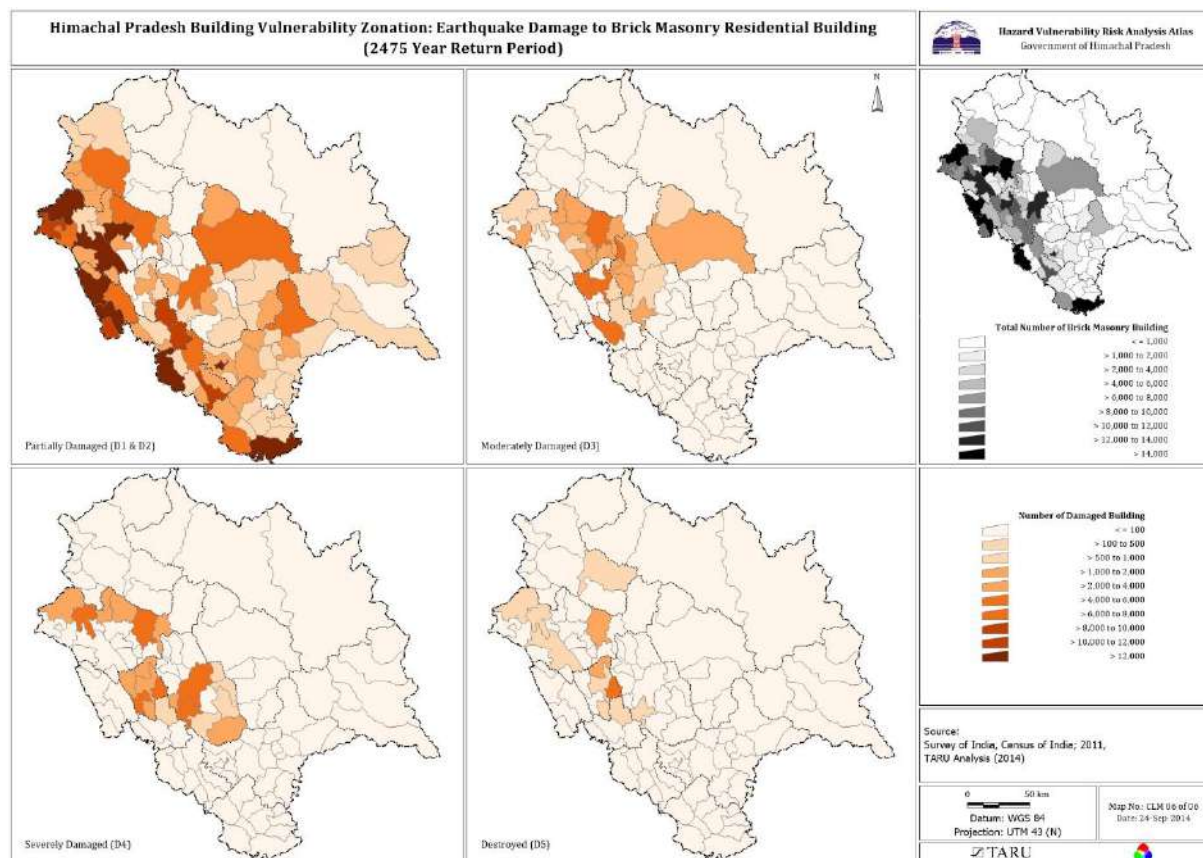 Himachal Pradesh Building Vulnerability Zonation: Earthquake Damage to Brick Masonry Residential Building
(2475 Year Return Period)
Hazard Vulnerability Risk Analysis Atlas
Government of Himachal Pradesh
N
Partially Damaged (D1 & D2)
Moderately Damaged (D3)
Total Number of Brick Masonry Building
<= 1,000
> 1,000 to 2,000
> 2,000 to 4,000
> 4,000 to 6,000
> 6,000 to 8,000
> 8,000 to 10,000
> 10,000 to 12,000
> 12,000 to 14,000
> 14,000
Severely Damaged (D4)
Destroyed (D5)
Number of Damaged Building
<= 100
> 100 to 500
> 500 to 1,000
> 1,000 to 2,000
> 2,000 to 4,000
> 4,000 to 6,000
> 6,000 to 8,000
> 8,000 to 10,000
> 10,000 to 12,000
> 12,000
Source:
Survey of India, Census of India; 2011,
TARU Analysis (2014)
0 50 km
Datum: WGS 84
Projection: UTM 43 (N)
Map No.: CLM 06 of 06
Date: 24-Sep 2014
TARU